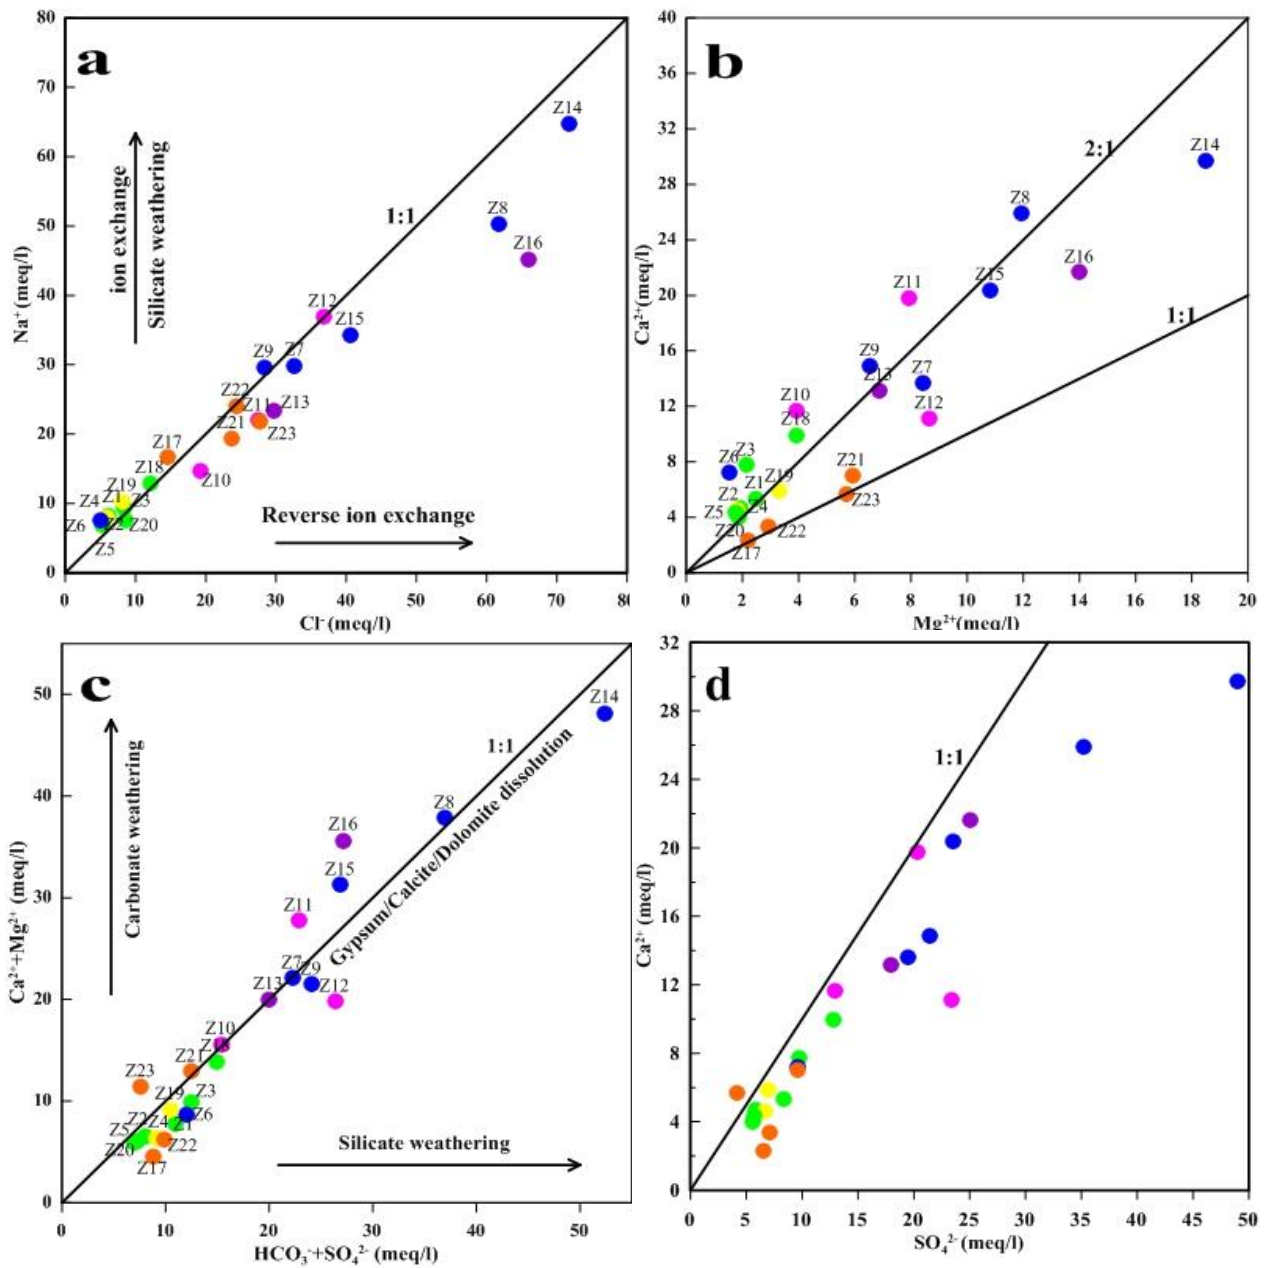 a
Na⁺ (meq/l)
80
70
60
50
40
30
20
10
0
ion exchange
Silicate weathering
1:1
Z14
Z8
Z16
Z12
Z15
Z9
Z7
Z22
Z11
Z13
Z21
Z23
Z17
Z10
Z18
Z19
Z4
Z1
Z3
Z6
Z2
Z20
Z5
Reverse ion exchange
0
10
20
30
40
50
60
70
Cl⁻ (meq/l)
b
Ca²⁺(meq/l)
40
36
32
28
24
20
16
12
8
4
0
2:1
1:1
Z14
Z8
Z16
Z15
Z11
Z9
Z13
Z7
Z12
Z10
Z18
Z3
Z6
Z21
Z19
Z1
Z23
Z2
Z4
Z5
Z20
Z22
Z17
0
2
4
6
8
10
12
14
16
18
20
Mg²⁺(meq/l)
c
Ca²⁺+Mg²⁺ (meq/l)
50
40
30
20
10
0
Carbonate weathering
1:1
Gypsum/Calcite/Dolomite dissolution
Z14
Z8
Z16
Z15
Z11
Z7
Z9
Z13
Z12
Z10
Z18
Z21
Z23
Z3
Z19
Z6
Z2
Z4
Z1
Z5
Z20
Z22
Z17
Silicate weathering
0
10
20
30
40
50
HCO₃⁻+SO₄²⁻ (meq/l)
d
Ca²⁺ (meq/l)
32
28
24
20
16
12
8
4
0
1:1
0
5
10
15
20
25
30
35
40
45
50
SO₄²⁻ (meq/l)